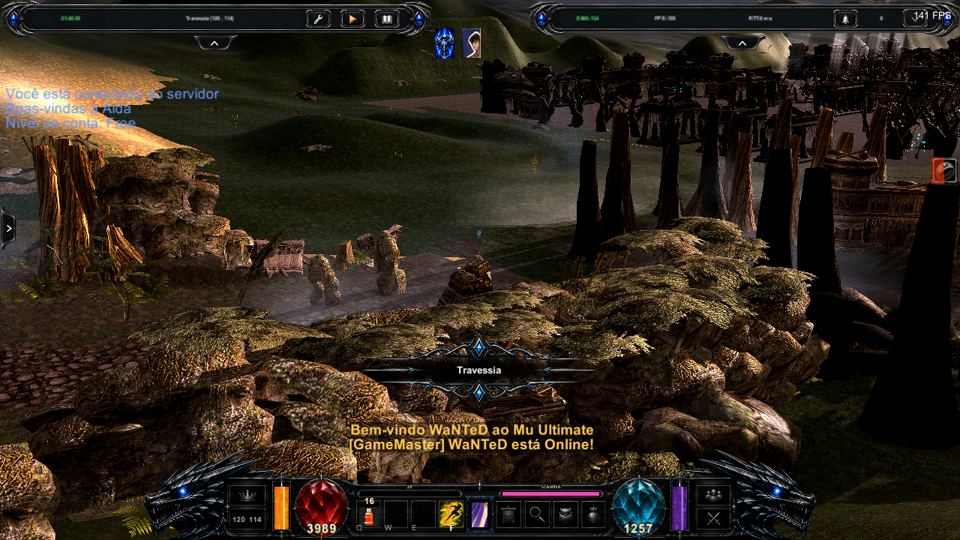 141 FPS
Você está conectado ao servidor
Boas-vindas a Aida
Nivel da conta: Free
Travessia
Bem-vindo WaNTeD ao Mu Ultimate
[GameMaster] WaNTeD está Online!
120 114
3989
16
Q W E F
1257